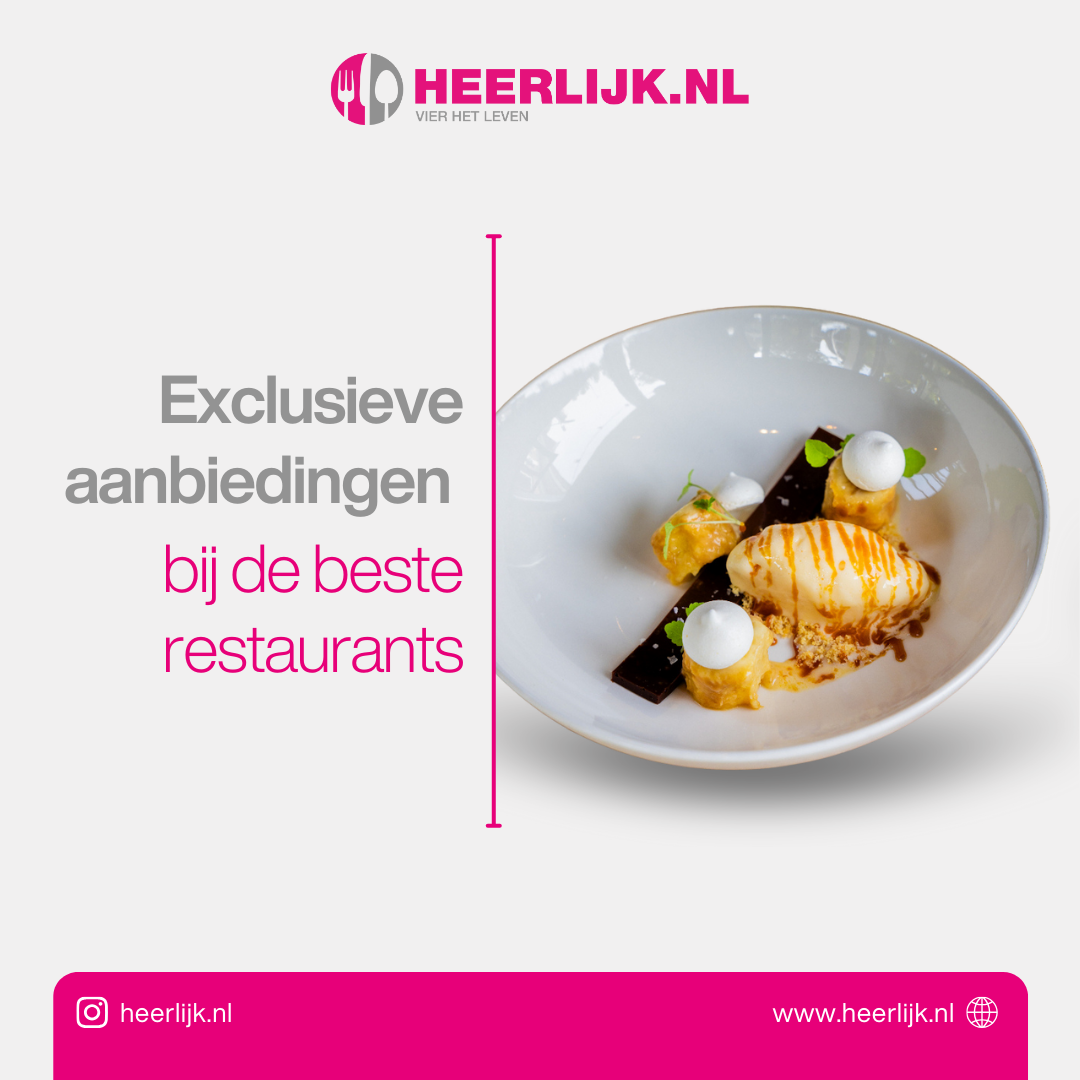 HEERLIJK.NL
VIER HET LEVEN
Exclusieve
aanbiedingen
bij de beste
restaurants
heerlijk.nl
www.heerlijk.nl